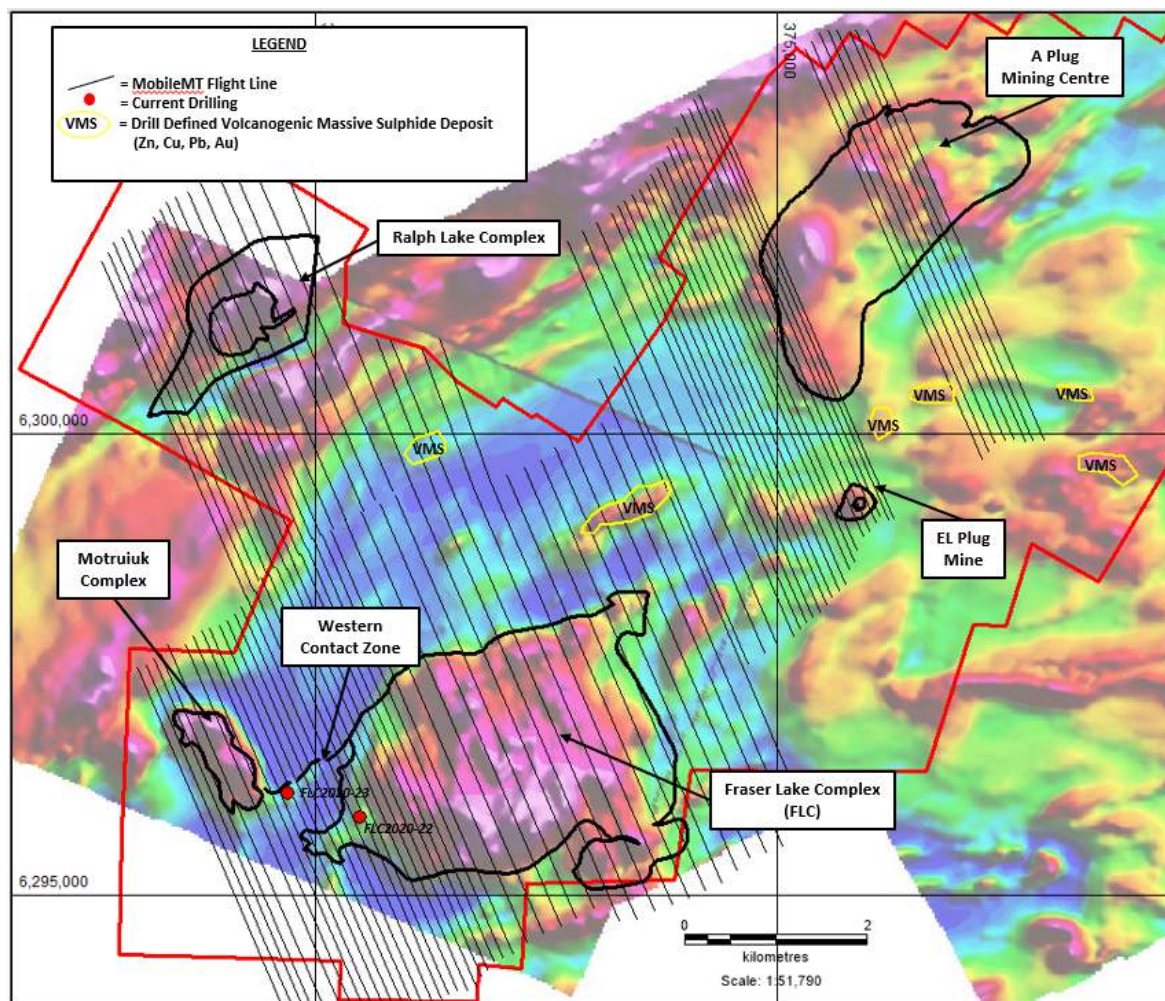 LEGEND
= MobileMT Flight Line
= Current Drilling
VMS = Drill Defined Volcanogenic Massive Sulphide Deposit
(Zn, Cu, Pb, Au)
375,000
A Plug
Mining Centre
Ralph Lake Complex
6,300,000
VMS
VMS
VMS
VMS
VMS
VMS
EL Plug
Mine
Motruiuk
Complex
Western
Contact Zone
FLC2020-23
FLC2020-22
Fraser Lake Complex
(FLC)
6,295,000
0 2
kilometres
Scale: 1:51,790